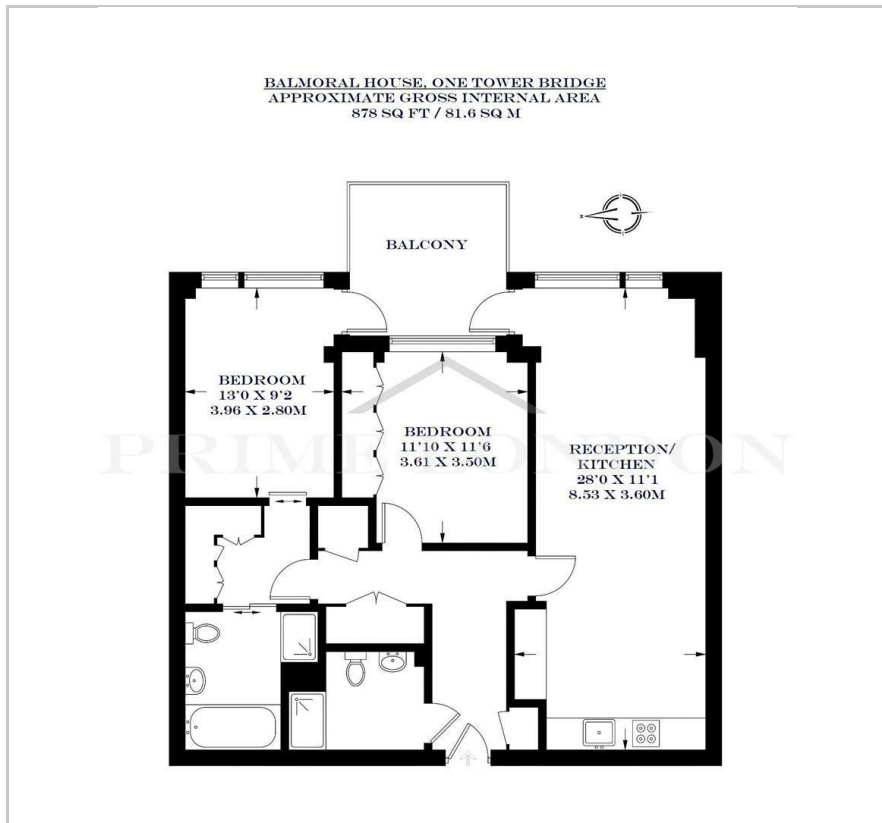 BALMORAL HOUSE, ONE TOWER BRIDGE
APPROXIMATE GROSS INTERNAL AREA
878 SQ FT / 81.6 SQ M
BALCONY
BEDROOM
13'0 X 9'2
3.96 X 2.80M
BEDROOM
11'10 X 11'6
3.61 X 3.50M
RECEPTION/
KITCHEN
28'0 X 11'1
8.53 X 3.60M
PRIME LONDON